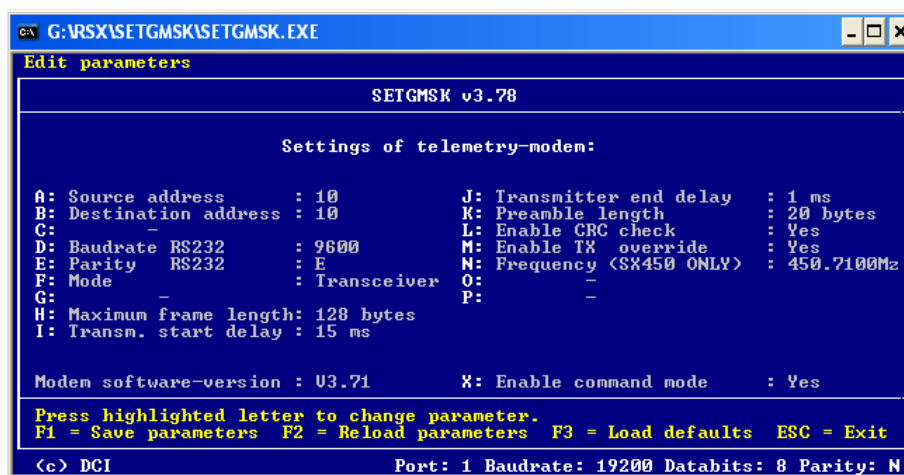 G:\RSX\SETGMSK\SETGMSK.EXE
Edit parameters
SETGMSK v3.78
Settings of telemetry-modem:
A: Source address : 10 J: Transmitter end delay : 1 ms
B: Destination address : 10 K: Preamble length : 20 bytes
C: - L: Enable CRC check : Yes
D: Baudrate RS232 : 9600 M: Enable TX override : Yes
E: Parity RS232 : E N: Frequency (SX450 ONLY) : 450.7100Mz
F: Mode : Transceiver O: -
G: - P: -
H: Maximum frame length: 128 bytes
I: Transm. start delay : 15 ms
Modem software-version : V3.71 X: Enable command mode : Yes
Press highlighted letter to change parameter.
F1 = Save parameters F2 = Reload parameters F3 = Load defaults ESC = Exit
(c) DCI Port: 1 Baudrate: 19200 Databits: 8 Parity: N